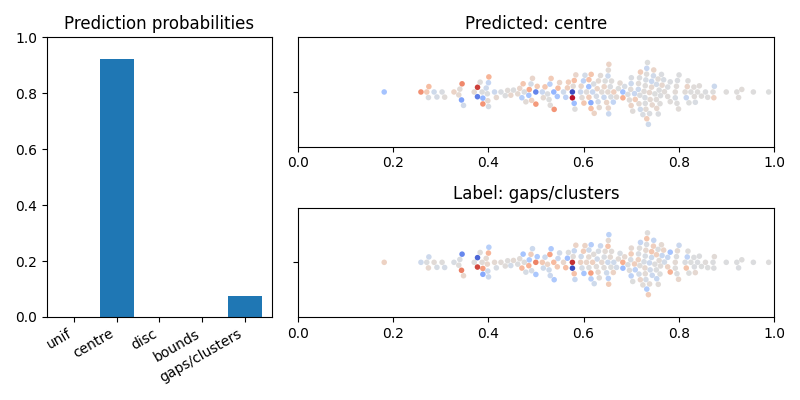 Prediction probabilities
1.0
0.8
0.6
0.4
0.2
0.0
unif
centre
disc
bounds
gaps/clusters
Predicted: centre
0.0 0.2 0.4 0.6 0.8 1.0
Label: gaps/clusters
0.0 0.2 0.4 0.6 0.8 1.0